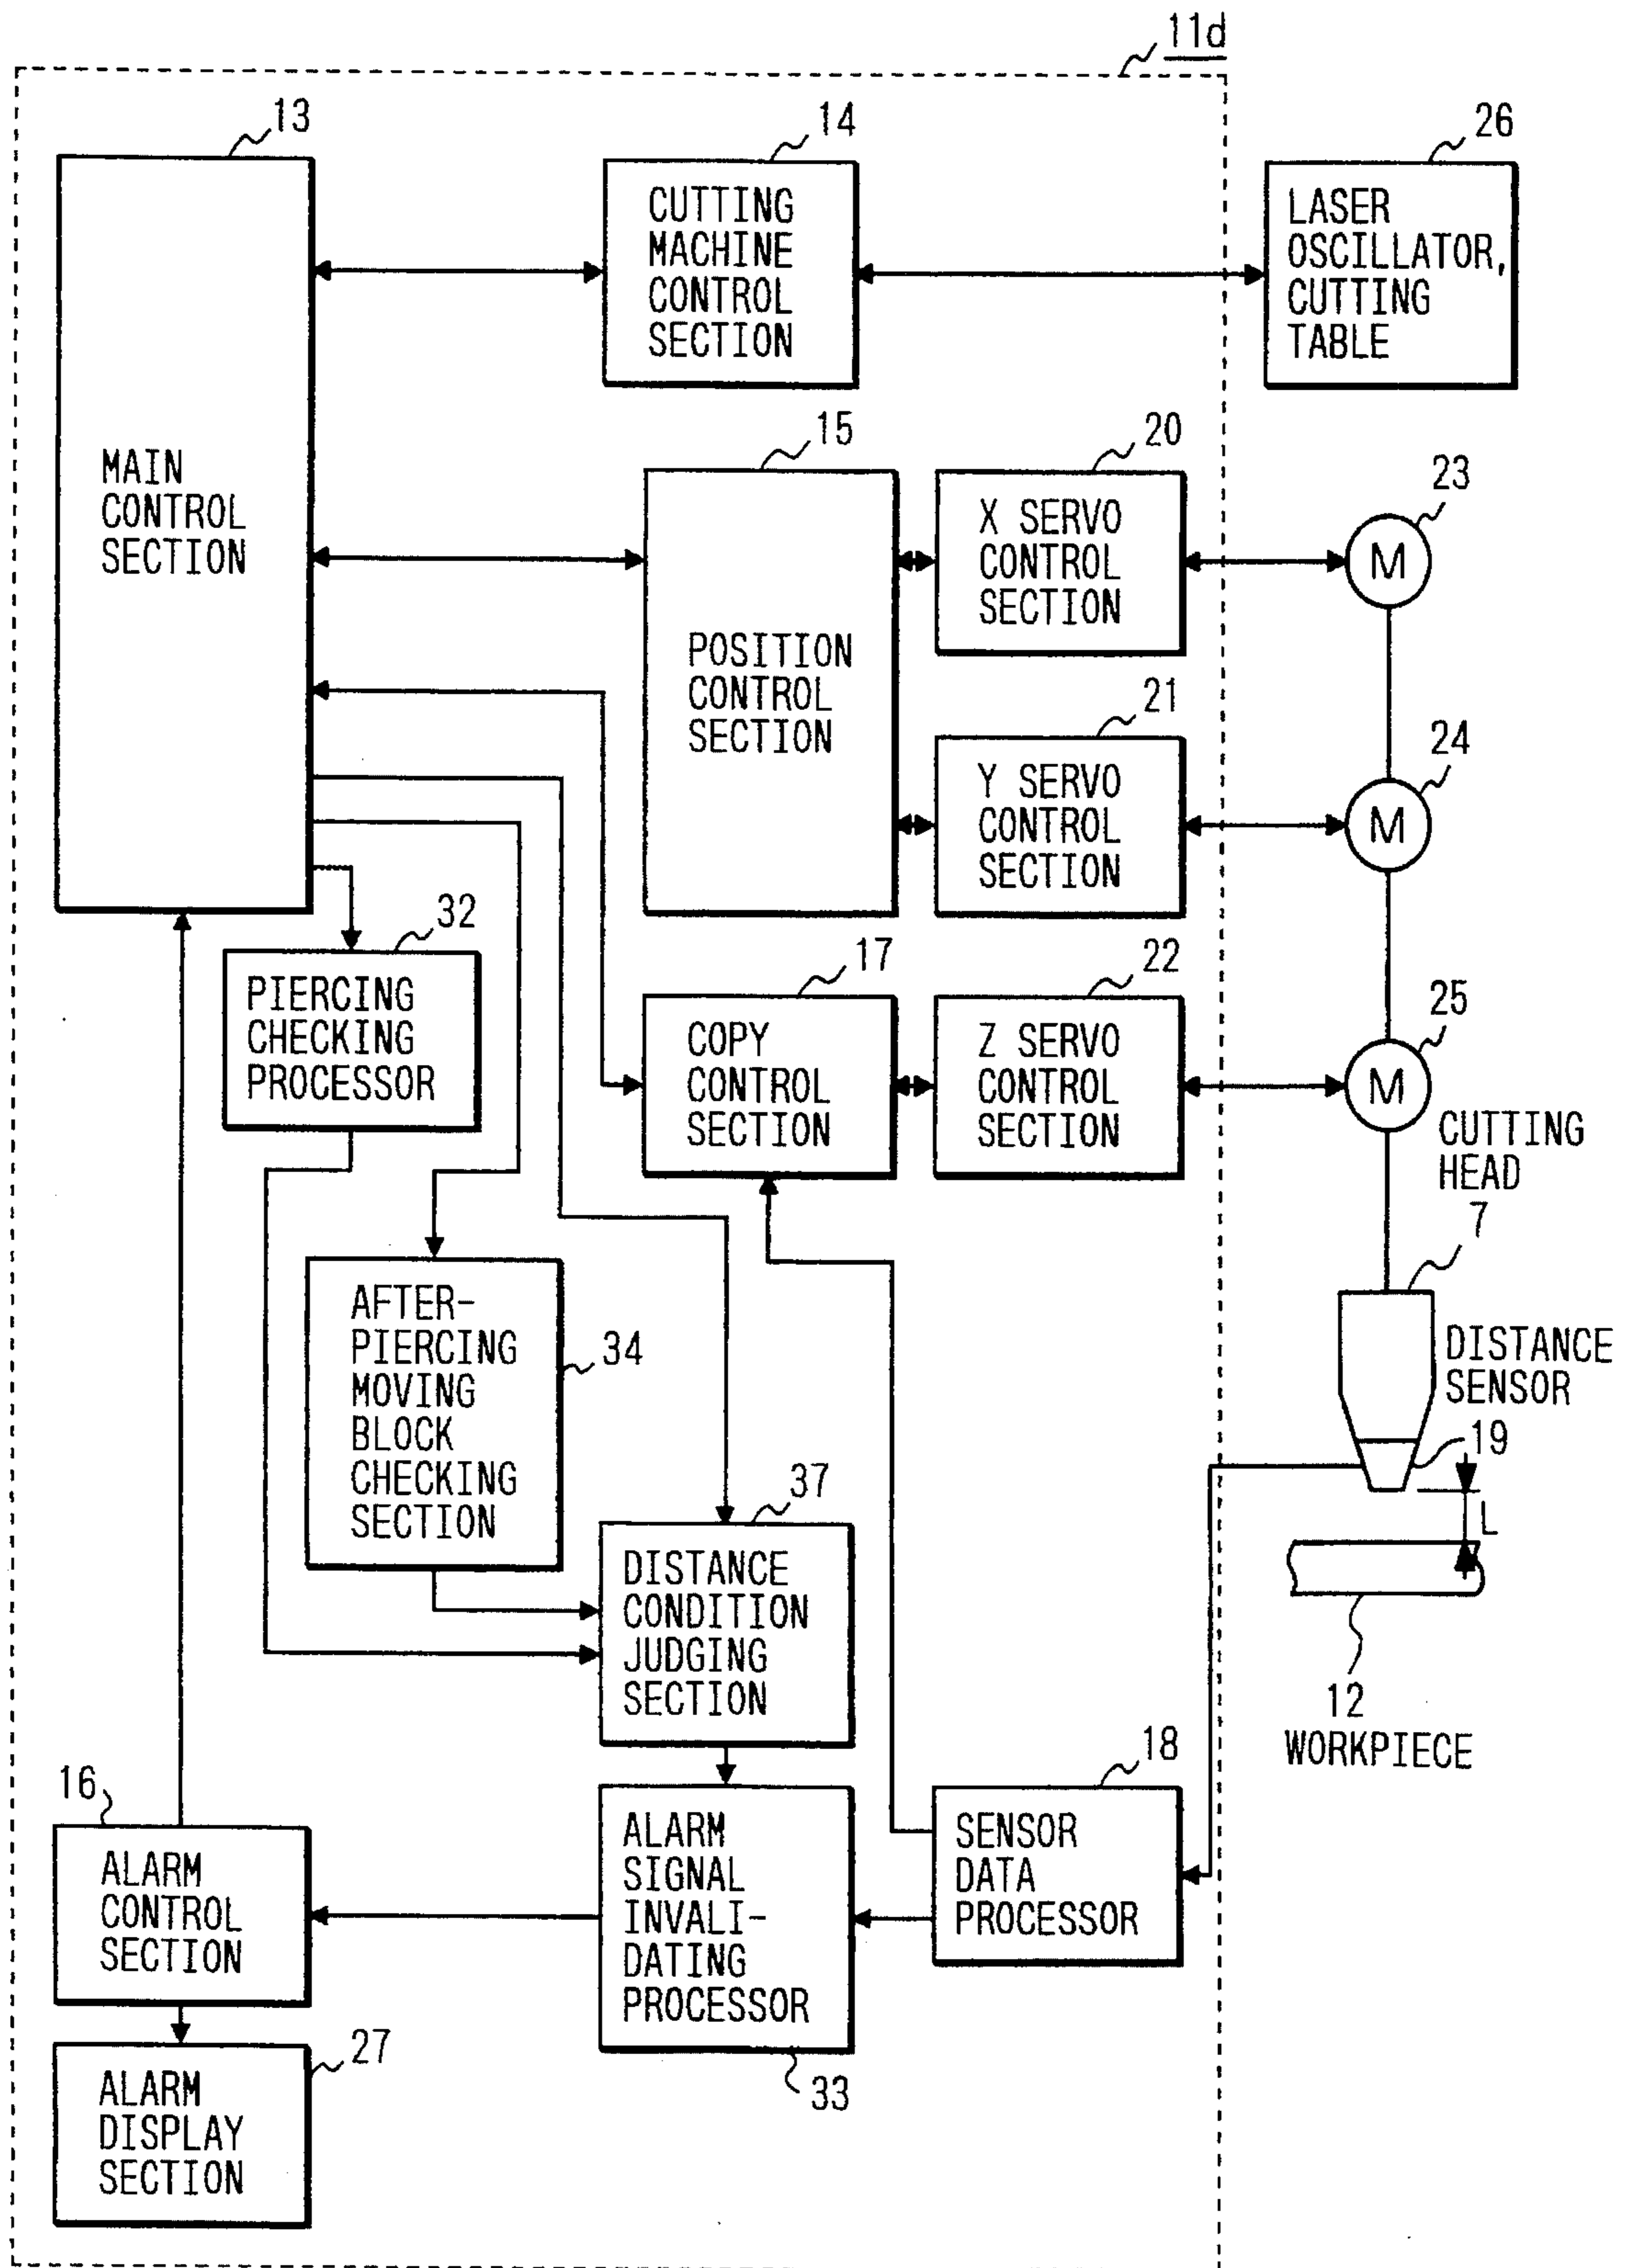 11d
13
14
26
MAIN
CONTROL
SECTION
CUTTING
MACHINE
CONTROL
SECTION
LASER
OSCILLATOR,
CUTTING
TABLE
15
20
23
POSITION
CONTROL
SECTION
X SERVO
CONTROL
SECTION
M
21
24
Y SERVO
CONTROL
SECTION
M
32
17
22
25
PIERCING
CHECKING
PROCESSOR
COPY
CONTROL
SECTION
Z SERVO
CONTROL
SECTION
M
CUTTING
HEAD
7
AFTER-
PIERCING
MOVING
BLOCK
CHECKING
SECTION
34
DISTANCE
SENSOR
19
L
37
DISTANCE
CONDITION
JUDGING
SECTION
12
WORKPIECE
16
18
ALARM
CONTROL
SECTION
ALARM
SIGNAL
INVALI-
DATING
PROCESSOR
SENSOR
DATA
PROCESSOR
27
33
ALARM
DISPLAY
SECTION